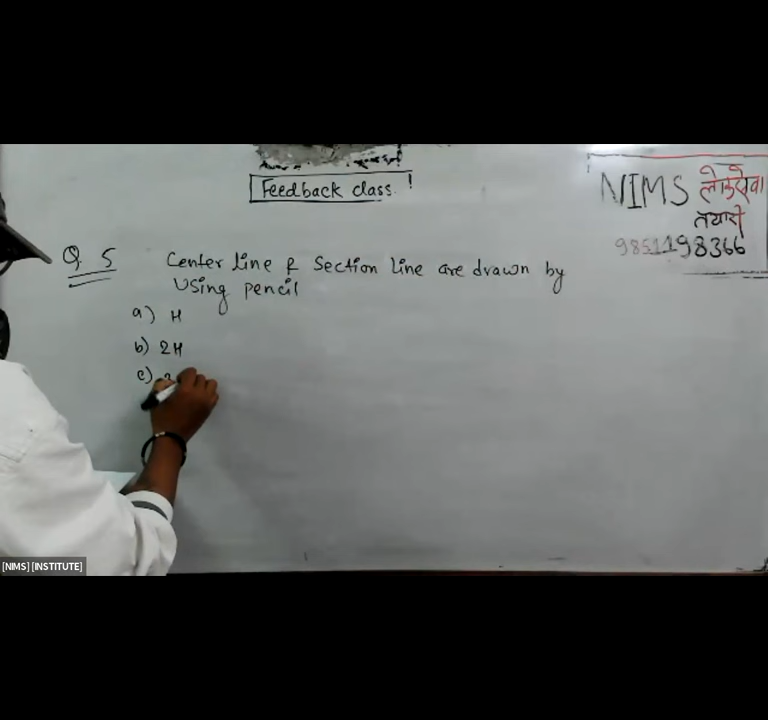 Feedback class !
NIMS लोकसेवा
तयारी
9851198366
Q. 5 Center line & Section Line are drawn by
Using pencil
a) H
b) 2H
c) 3
[NIMS] [INSTITUTE]